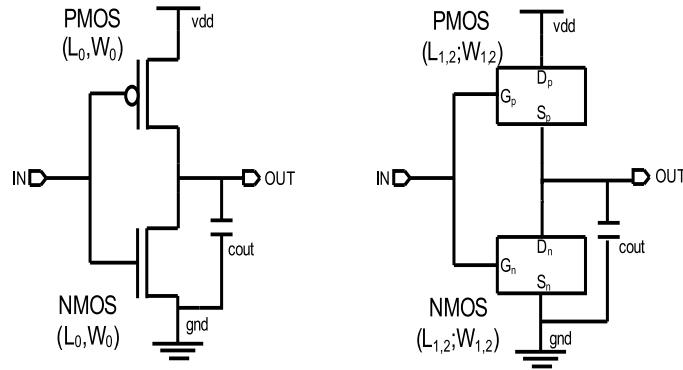 PMOS
(L0,W0)
vdd
IN
OUT
cout
NMOS
(L0,W0)
gnd
PMOS
(L1,2;W1,2)
vdd
Dp
Gp
Sp
IN
OUT
cout
Dn
Gn
Sn
NMOS
(L1,2;W1,2)
gnd